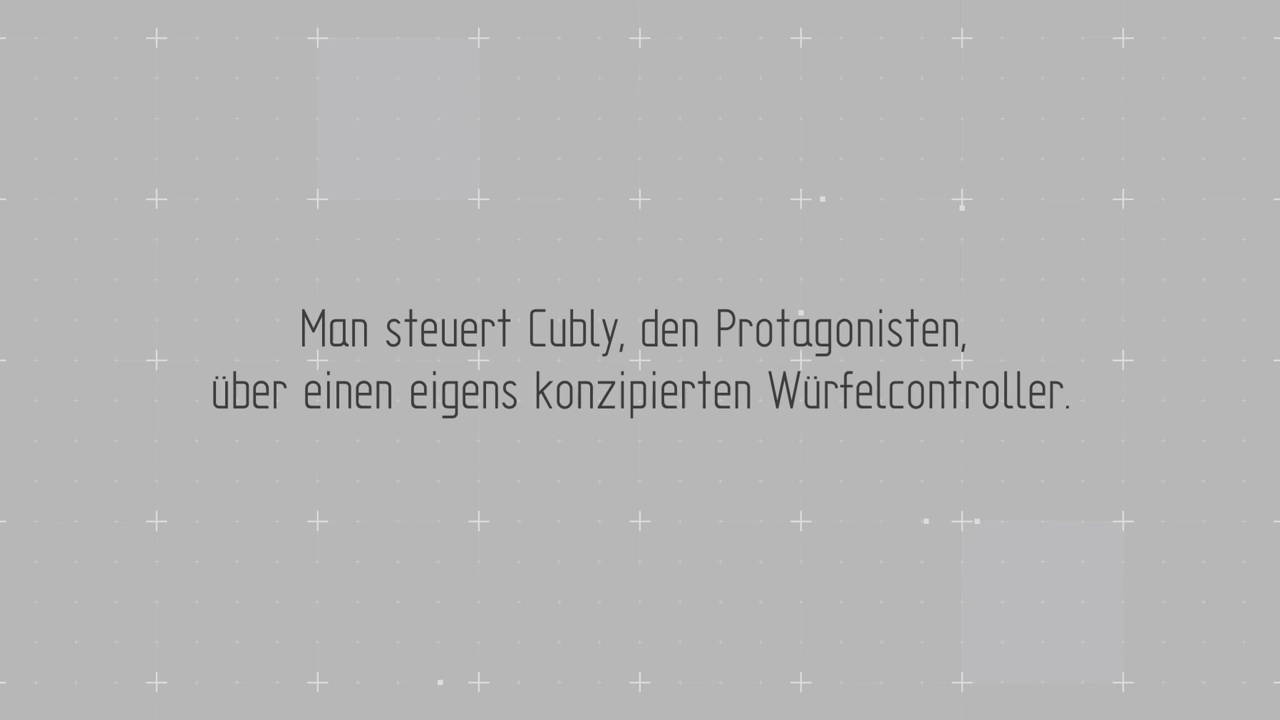 Man steuert Cubly, den Protagonisten,
über einen eigens konzipierten Würfelcontroller.